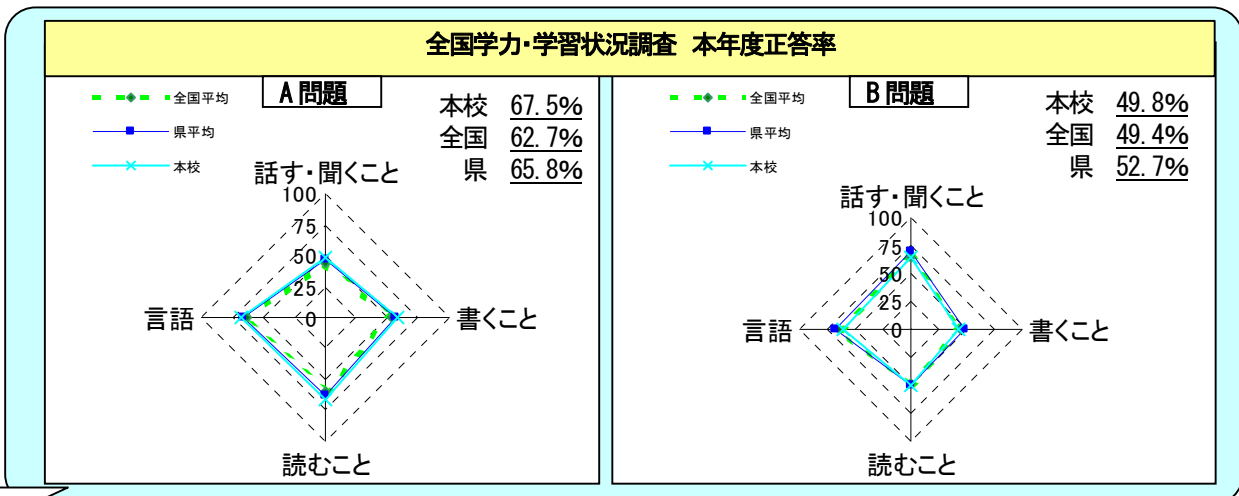 全国学力・学習状況調査 本年度正答率
A問題
全国平均
県平均
本校
本校 67.5%
全国 62.7%
県 65.8%
話す・聞くこと
100
75
50
25
0
言語
書くこと
読むこと
B問題
全国平均
県平均
本校
本校 49.8%
全国 49.4%
県 52.7%
話す・聞くこと
100
75
50
25
0
言語
書くこと
読むこと